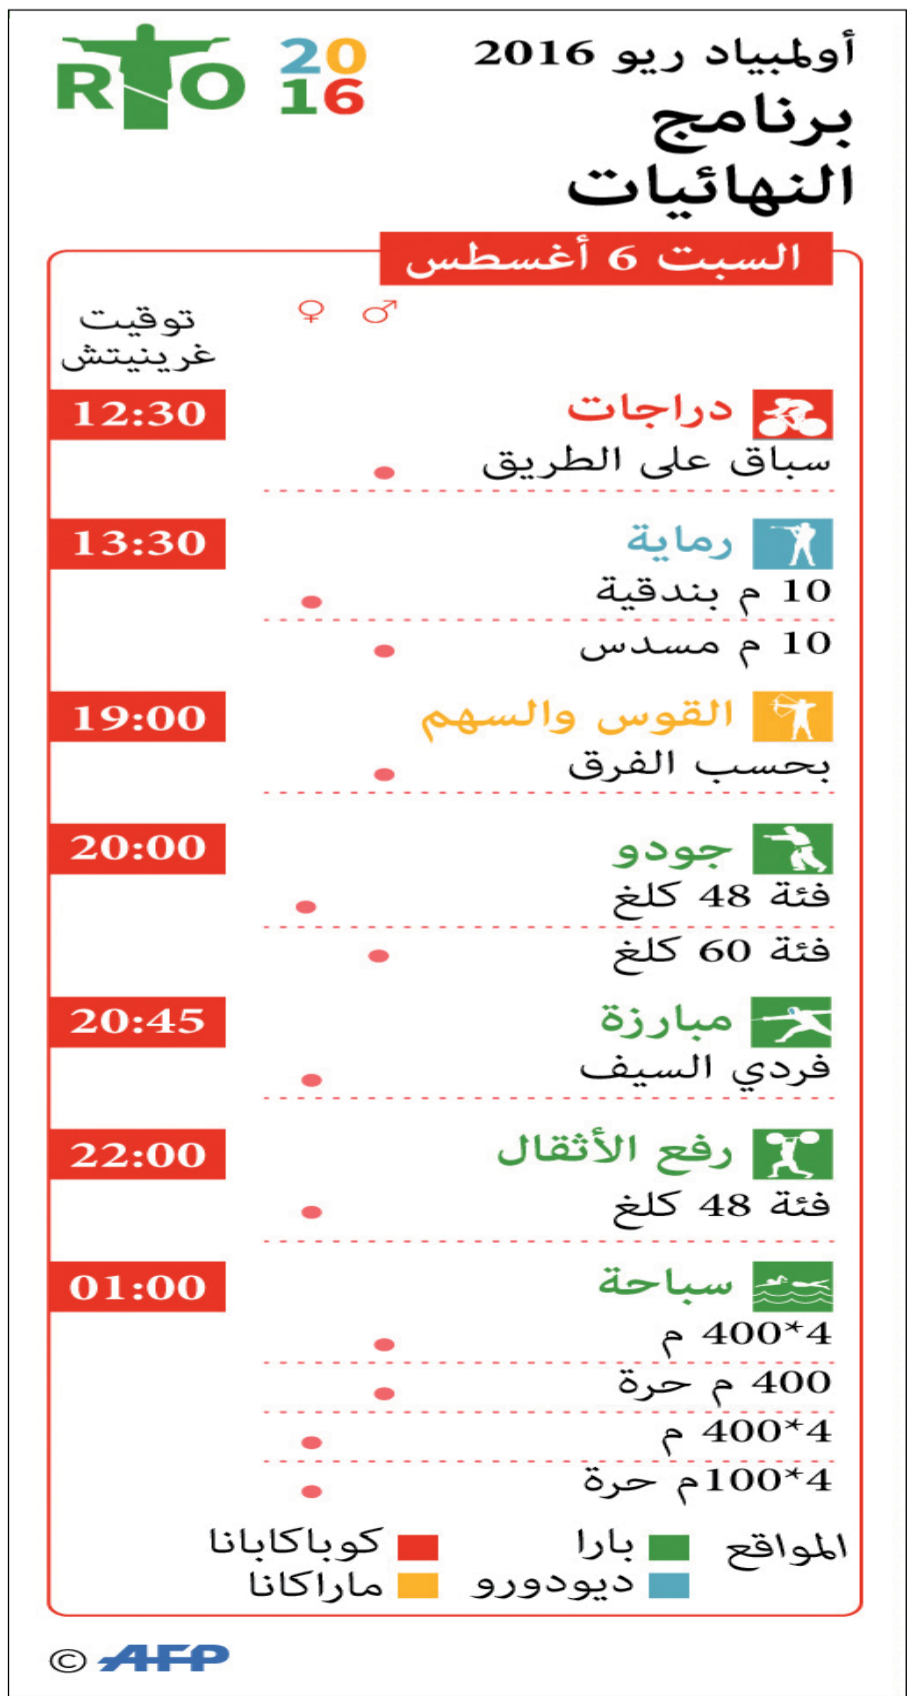 RIO 2016
أولمبياد ريو 2016
برنامج
النهائيات
السبت 6 أغسطس
♂ ♀
توقيت
غرينيتش
دراجات 12:30
سباق على الطريق
رماية 13:30
10 م بندقية
10 م مسدس
القوس والسهم 19:00
بحسب الفرق
جودو 20:00
فئة 48 كلغ
فئة 60 كلغ
مبارزة 20:45
فردي السيف
رفع الأثقال 22:00
فئة 48 كلغ
سباحة 01:00
4*400 م
400 م حرة
4*400 م
4*100م حرة
المواقع بارا كوباكابانا
ديودورو ماراكانا
© AFP